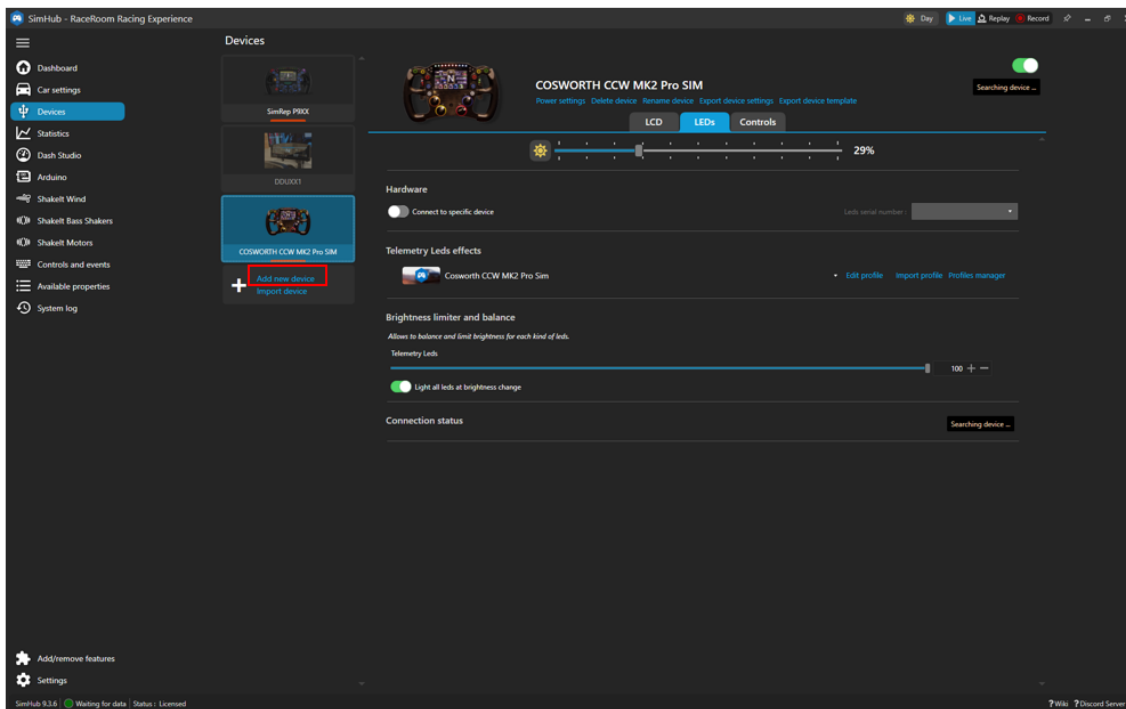 SimHub - RaceRoom Racing Experience
Day
Live
Replay
Record
Devices
Dashboard
Car settings
Devices
Statistics
Dash Studio
Arduino
ShakeIt Wind
ShakeIt Bass Shakers
ShakeIt Motors
Controls and events
Available properties
System log
Add/remove features
Settings
SimRep P9XX
DDUXX1
COSWORTH CCW MK2 Pro SIM
Add new device
Import device
COSWORTH CCW MK2 Pro SIM
Power settings Delete device Rename device Export device settings Export device template
Searching device ...
LCD LEDs Controls
29%
Hardware
Connect to specific device
Leds serial number :
Telemetry Leds effects
Cosworth CCW MK2 Pro Sim
Edit profile Import profile Profiles manager
Brightness limiter and balance
Allows to balance and limit brightness for each kind of leds.
Telemetry Leds
100
Light all leds at brightness change
Connection status
Searching device ...
SimHub 9.3.6 Waiting for data Status : Licensed
? Wiki ? Discord Server